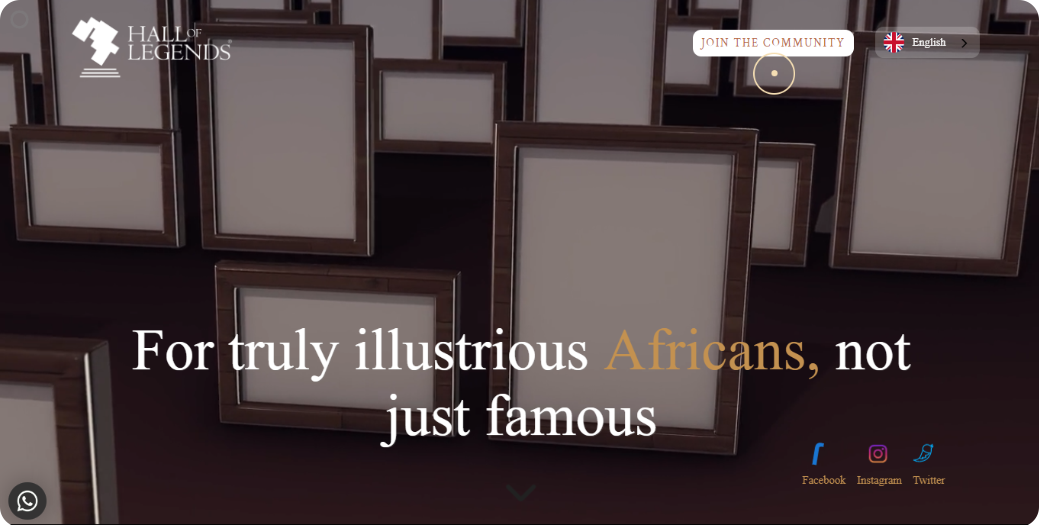 HALL OF
LEGENDS
JOIN THE COMMUNITY
English
For truly illustrious Africans, not
just famous
Facebook Instagram Twitter